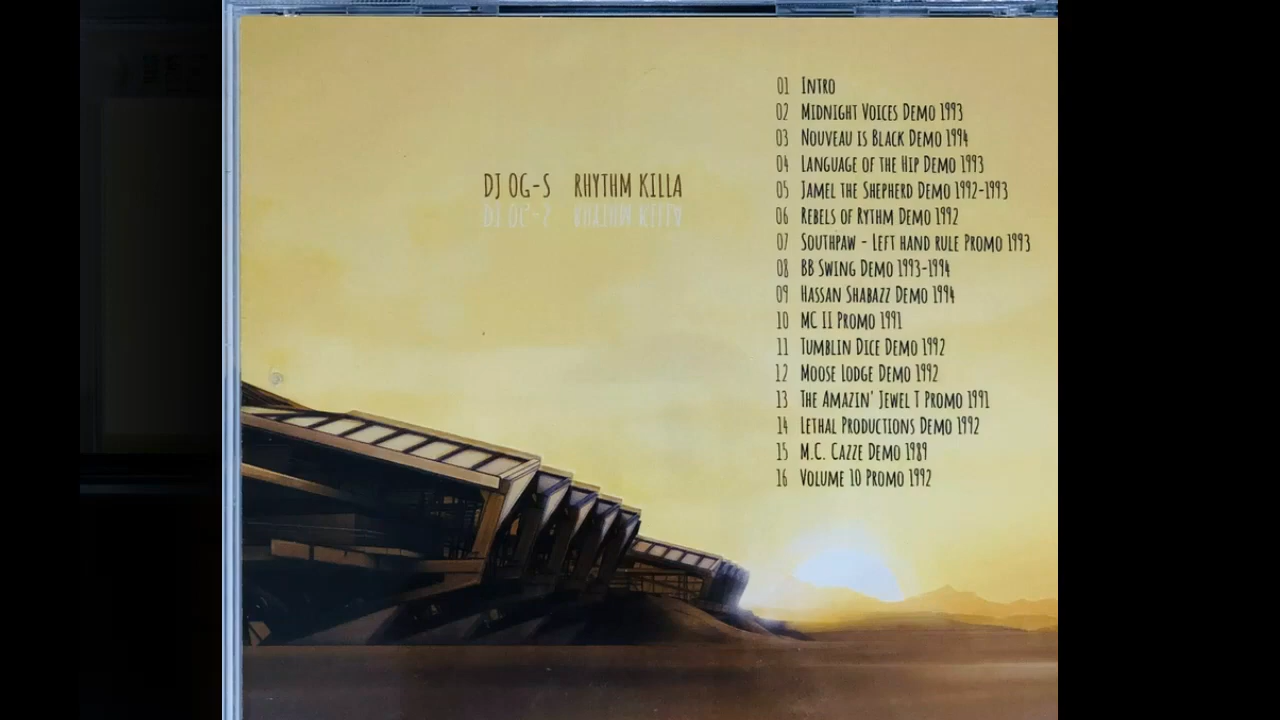 DJ OG-S RHYTHM KILLA
01 INTRO
02 MIDNIGHT VOICES DEMO 1993
03 NOUVEAU IS BLACK DEMO 1994
04 LANGUAGE OF THE HIP DEMO 1993
05 JAMEL THE SHEPHERD DEMO 1992-1993
06 REBELS OF RYTHM DEMO 1992
07 SOUTHPAW - LEFT HAND RULE PROMO 1993
08 BB SWING DEMO 1993-1994
09 HASSAN SHABAZZ DEMO 1994
10 MC II PROMO 1991
11 TUMBLIN DICE DEMO 1992
12 MOOSE LODGE DEMO 1992
13 THE AMAZIN' JEWEL T PROMO 1991
14 LETHAL PRODUCTIONS DEMO 1992
15 M.C. CAZZE DEMO 1989
16 VOLUME 10 PROMO 1992